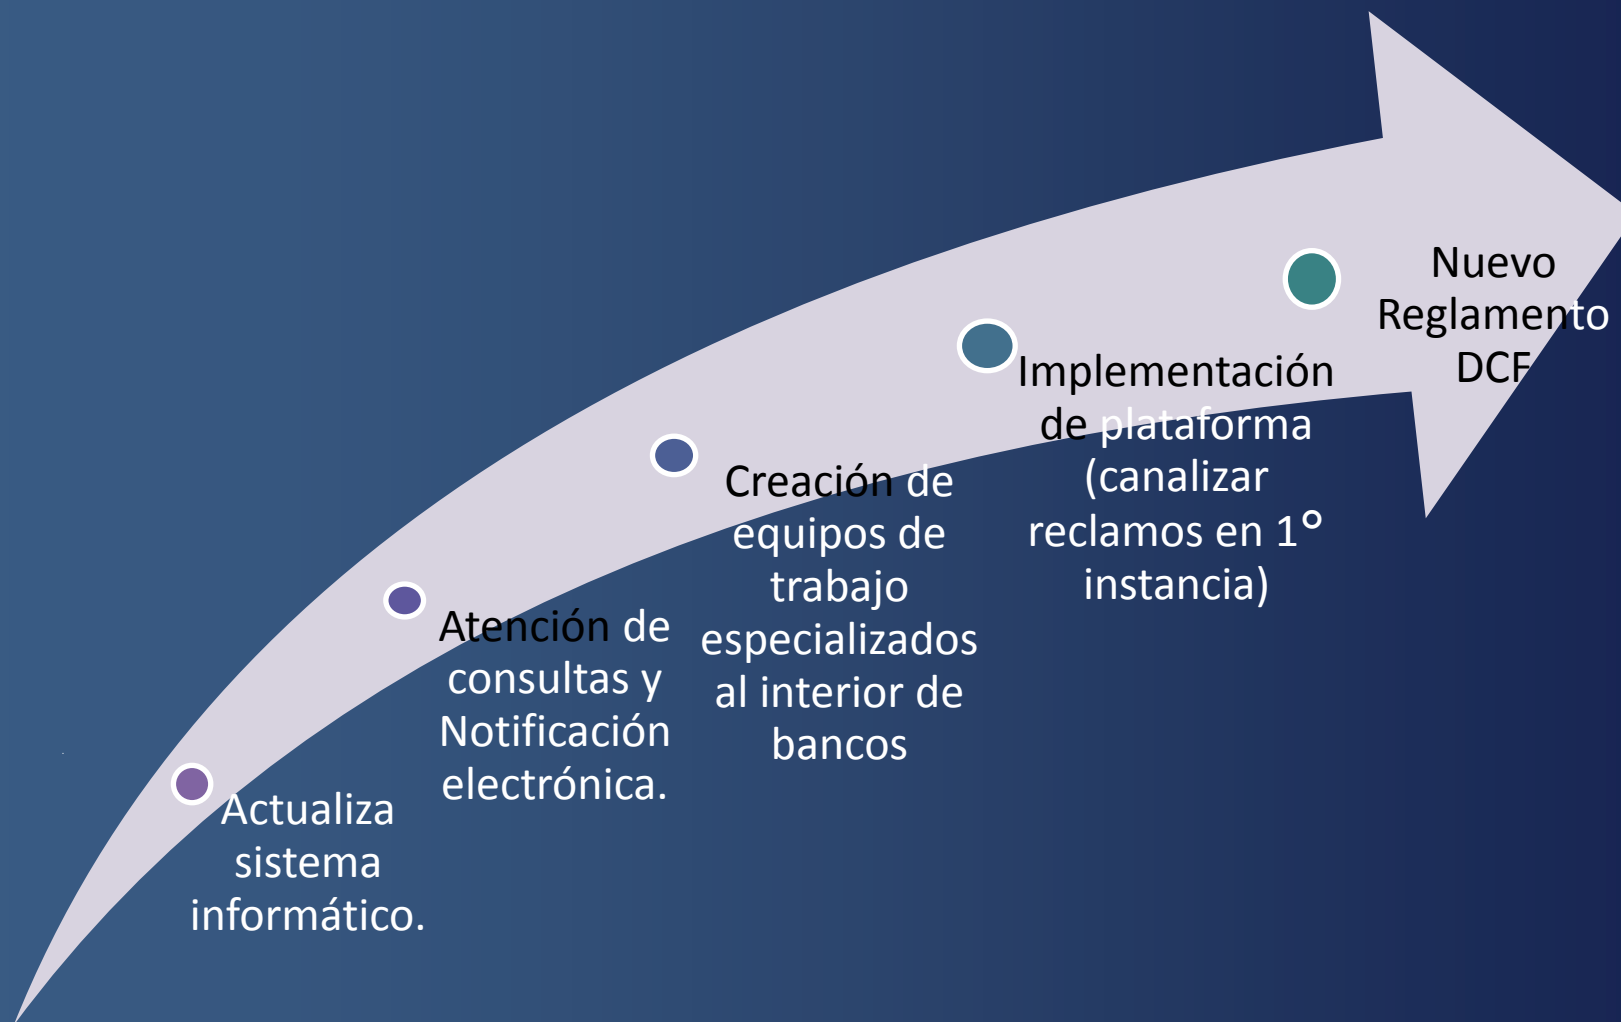 Actualiza
sistema
informático.
Atención de
consultas y
Notificación
electrónica.
Creación de
equipos de
trabajo
especializados
al interior de
bancos
Implementación
de plataforma
(canalizar
reclamos en 1°
instancia)
Nuevo
Reglamento
DCF